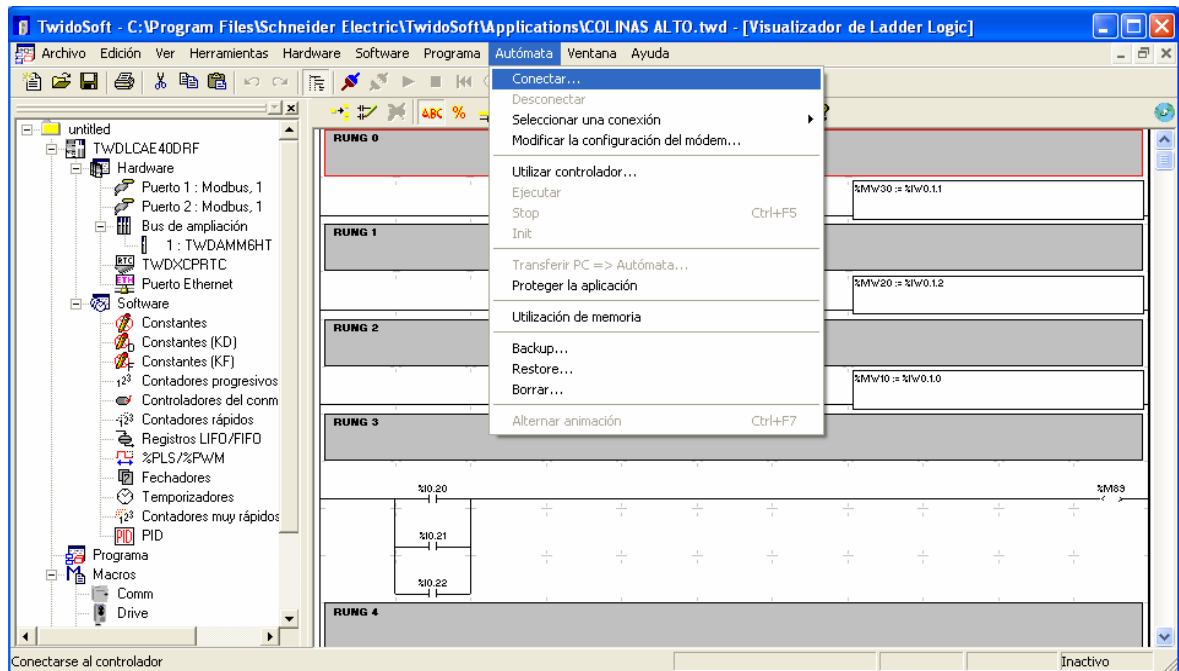 TwidoSoft - C:\Program Files\Schneider Electric\TwidoSoft\Applications\COLINAS ALTO.twd - [Visualizador de Ladder Logic]
Archivo Edición Ver Herramientas Hardware Software Programa Autómata Ventana Ayuda
Conectar...
Desconectar
Seleccionar una conexión
Modificar la configuración del módem...
Utilizar controlador...
Ejecutar
Stop Ctrl+F5
Init
Transferir PC => Autómata...
Proteger la aplicación
Utilización de memoria
Backup...
Restore...
Borrar...
Alternar animación Ctrl+F7
ABC %
untitled
TWDLCAE40DRF
Hardware
Puerto 1 : Modbus, 1
Puerto 2 : Modbus, 1
Bus de ampliación
1 : TWDAMM6HT
RTC TWDXCPRTC
ETH Puerto Ethernet
Software
Constantes
Constantes (KD)
Constantes (KF)
Contadores progresivos
Controladores del conm
Contadores rápidos
Registros LIFO/FIFO
%PLS/%PWM
Fechadores
Temporizadores
Contadores muy rápidos
PID PID
Programa
Macros
Comm
Drive
RUNG 0
%MW30 := %IW0.1.1
RUNG 1
%MW20 := %IW0.1.2
RUNG 2
%MW10 := %IW0.1.0
RUNG 3
%I0.20 %M89
%I0.21
%I0.22
RUNG 4
Conectarse al controlador Inactivo